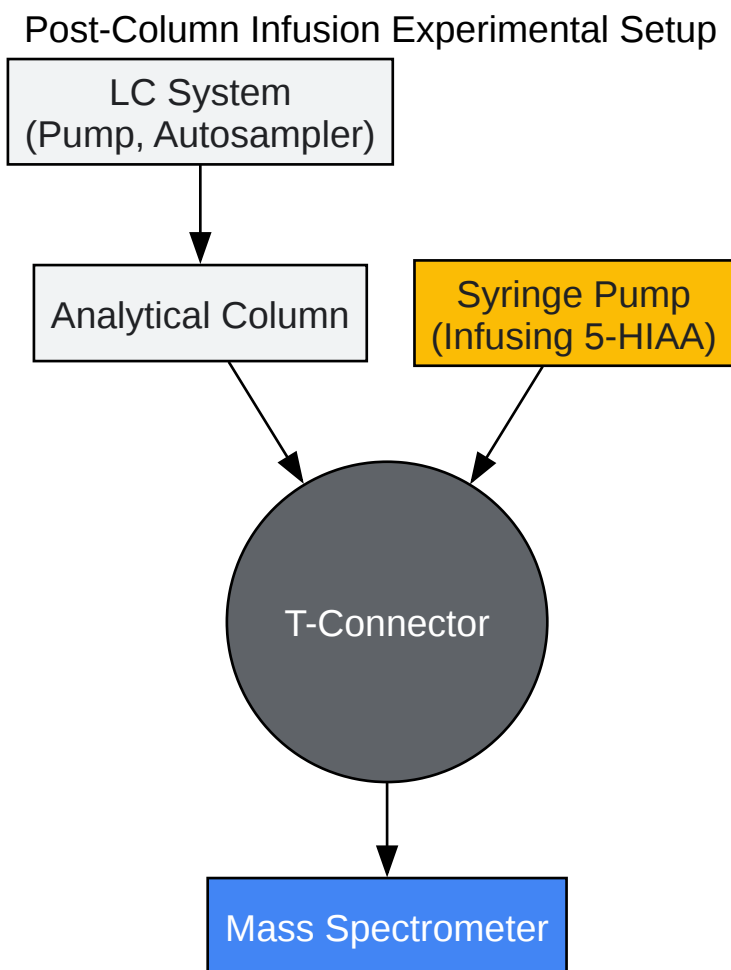 Post-Column Infusion Experimental Setup
LC System
(Pump, Autosampler)
Analytical Column
Syringe Pump
(Infusing 5-HIAA)
T-Connector
Mass Spectrometer